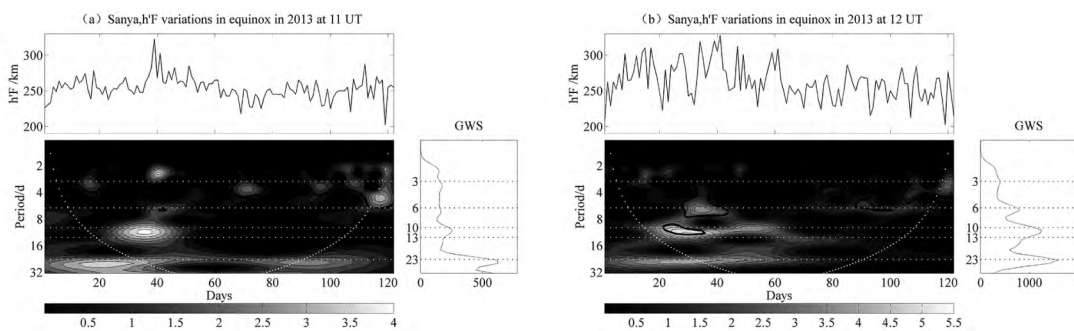 (a) Sanya,h'F variations in equinox in 2013 at 11 UT
300
250
200
h'F /km
GWS
2
4
8
16
32
Period/d
3
6
10
13
23
20 40 60 80 100 120
Days
0 500
0.5 1 1.5 2 2.5 3 3.5 4
(b) Sanya,h'F variations in equinox in 2013 at 12 UT
300
250
200
h'F /km
GWS
2
4
8
16
32
Period/d
3
6
10
13
23
20 40 60 80 100 120
Days
0 1000
0.5 1 1.5 2 2.5 3 3.5 4 4.5 5 5.5